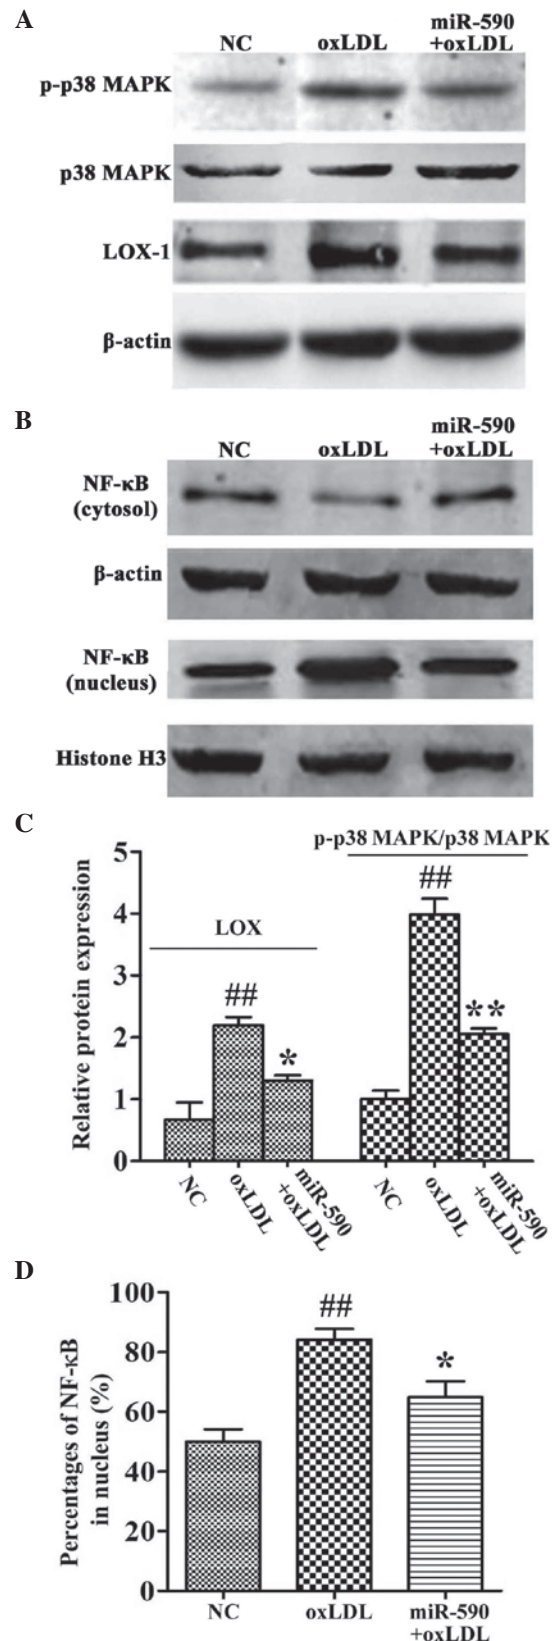 A
NC oxLDL miR-590
+oxLDL
p-p38 MAPK
p38 MAPK
LOX-1
β-actin
B
NC oxLDL miR-590
+oxLDL
NF-κB
(cytosol)
β-actin
NF-κB
(nucleus)
Histone H3
C
p-p38 MAPK/p38 MAPK
LOX
Relative protein expression
5
4
3
2
1
0
##
*
##
**
NC
oxLDL
miR-590
+oxLDL
NC
oxLDL
miR-590
+oxLDL
D
Percentages of NF-κB
in nucleus (%)
100
80
60
40
20
0
##
*
NC oxLDL miR-590
+oxLDL